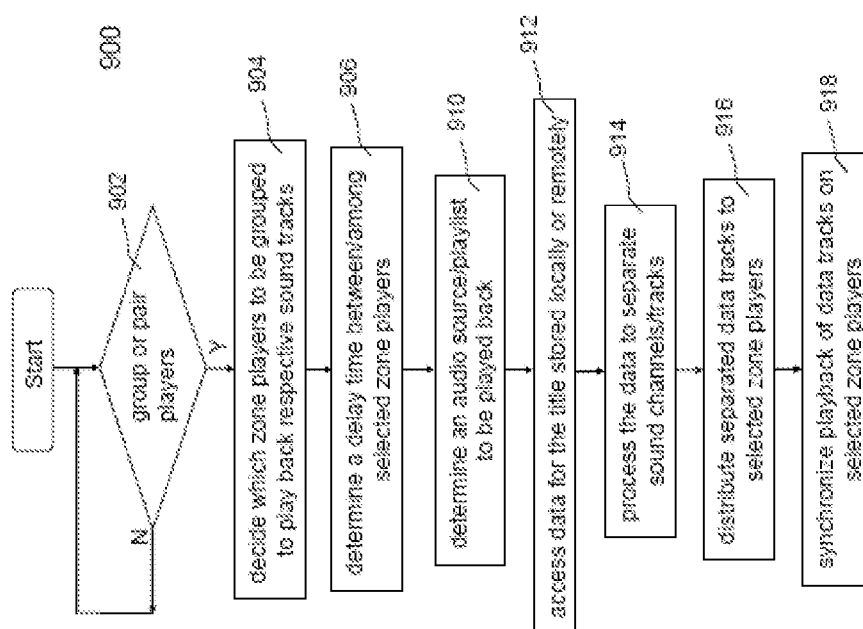 900
Start
902
group or pair
players
N
Y
904
decide which zone players to be grouped
to play back respective sound tracks
906
determine a delay time between/among
selected zone players
910
determine an audio source/playlist
to be played back
912
access data for the title stored locally or remotely
914
process the data to separate
sound channels/tracks
916
distribute separated data tracks to
selected zone players
918
synchronize playback of data tracks on
selected zone players